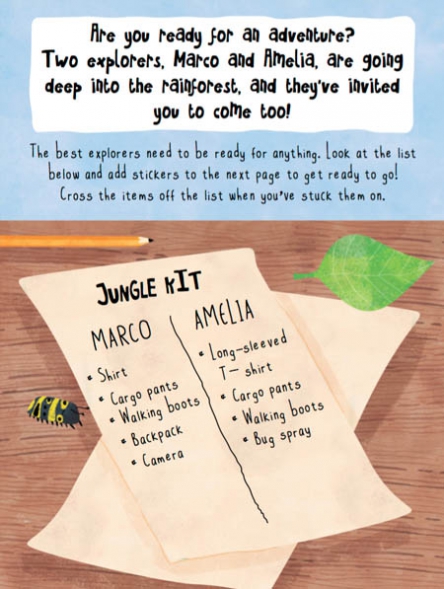 Are you ready for an adventure?
Two explorers, Marco and Amelia, are going
deep into the rainforest, and they've invited
you to come too!
The best explorers need to be ready for anything. Look at the list
below and add stickers to the next page to get ready to go!
Cross the items off the list when you've stuck them on.
JUNGLE KIT
MARCO
• Shirt
• Cargo pants
• Walking boots
• Backpack
• Camera
AMELIA
• Long-sleeved
T- shirt
• Cargo pants
• Walking boots
• Bug spray